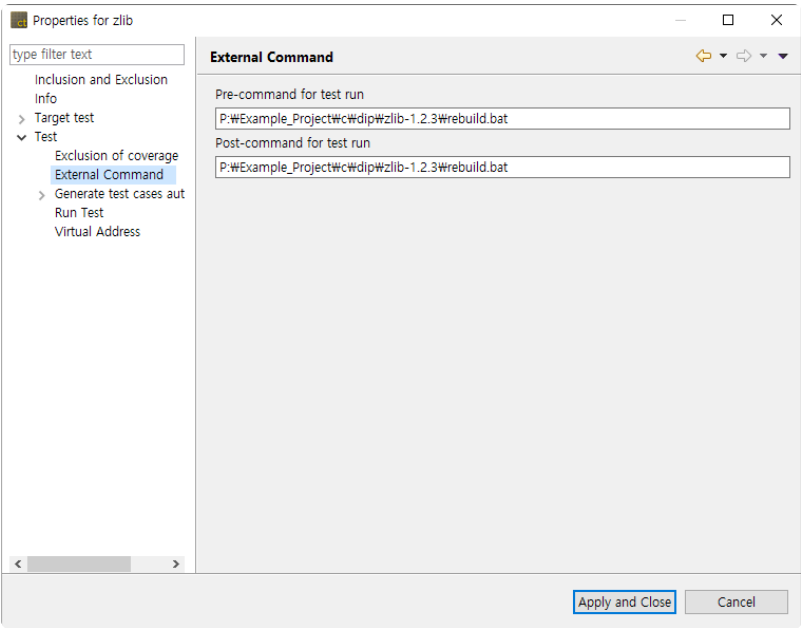 ct Properties for zlib
type filter text
Inclusion and Exclusion
Info
Target test
Test
Exclusion of coverage
External Command
Generate test cases aut
Run Test
Virtual Address
External Command
Pre-command for test run
P:₩Example_Project₩c₩dip₩zlib-1.2.3₩rebuild.bat
Post-command for test run
P:₩Example_Project₩c₩dip₩zlib-1.2.3₩rebuild.bat
Apply and Close
Cancel